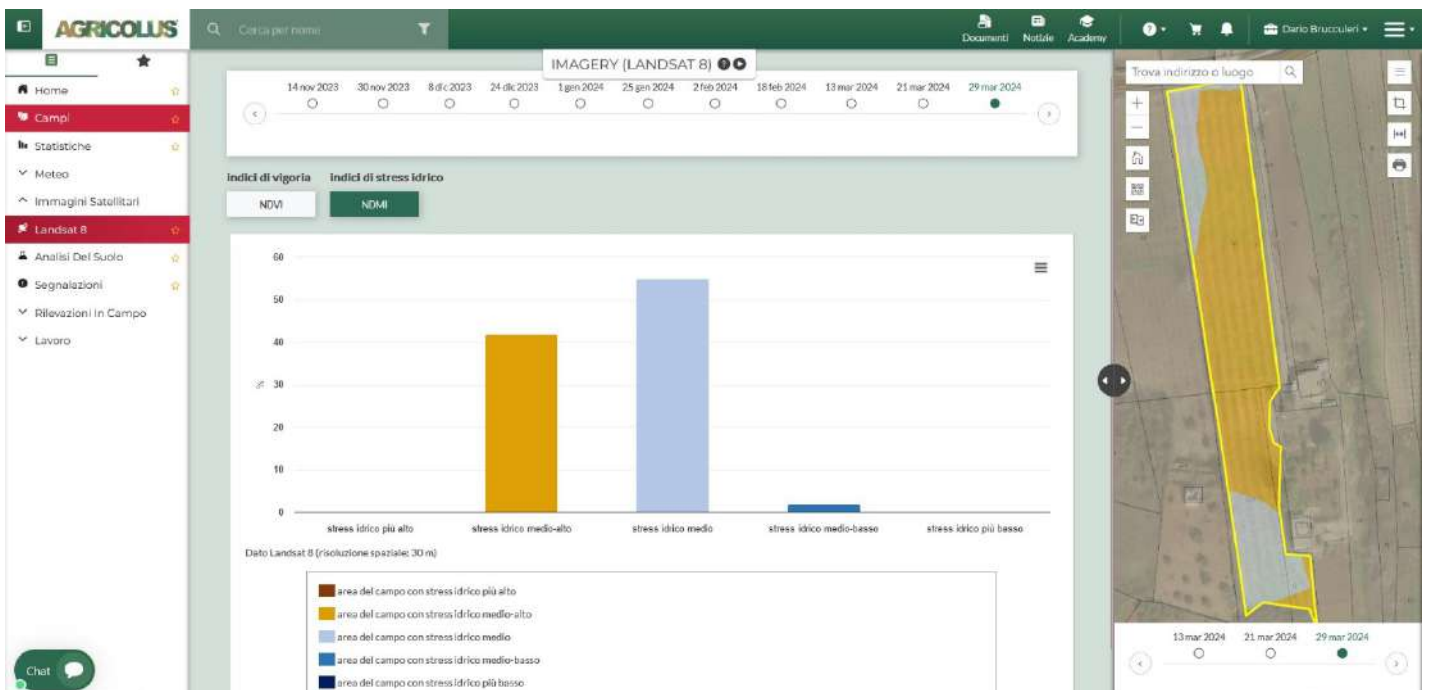 AGRICOLUS
Cerca per nome
Documenti
Notizie
Academy
Dario Brucculeri
Home
Campi
Statistiche
Meteo
Immagini Satellitari
Landsat 8
Analisi Del Suolo
Segnalazioni
Rilevazioni In Campo
Lavoro
Chat
IMAGERY (LANDSAT 8)
14 nov 2023 30 nov 2023 8 dic 2023 24 dic 2023 1 gen 2024 25 gen 2024 2 feb 2024 18 feb 2024 13 mar 2024 21 mar 2024 29 mar 2024
indici di vigoria indici di stress idrico
NDVI NDMI
60
50
40
30
20
10
0
%
stress idrico più alto stress idrico medio-alto stress idrico medio stress idrico medio-basso stress idrico più basso
Dato Landsat 8 (risoluzione spaziale: 30 m)
area del campo con stress idrico più alto
area del campo con stress idrico medio-alto
area del campo con stress idrico medio
area del campo con stress idrico medio-basso
area del campo con stress idrico più basso
Trova indirizzo o luogo
13 mar 2024 21 mar 2024 29 mar 2024